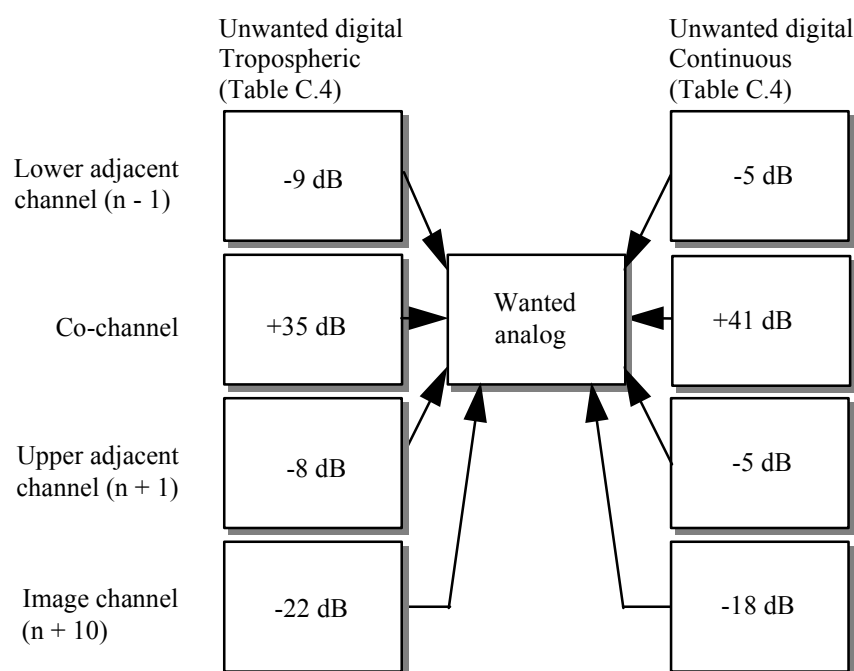 Unwanted digital
Tropospheric
(Table C.4)
Unwanted digital
Continuous
(Table C.4)
Lower adjacent
channel (n - 1)
-9 dB
-5 dB
Co-channel
+35 dB
Wanted
analog
+41 dB
Upper adjacent
channel (n + 1)
-8 dB
-5 dB
Image channel
(n + 10)
-22 dB
-18 dB